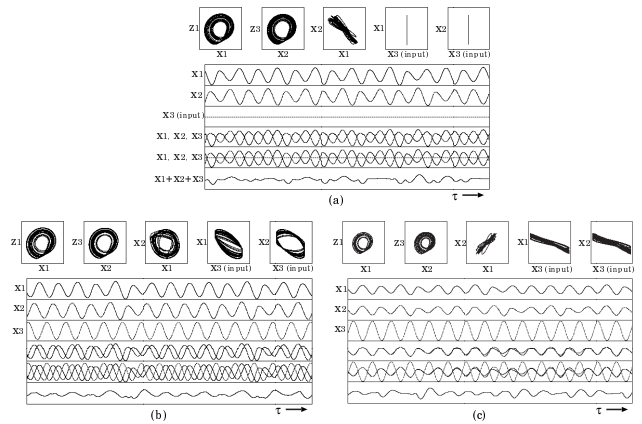 Z1 Z3 X2 X1 X2
X1 X2 X1 X3 (input) X3 (input)
X1
X2
X3 (input)
X1, X2, X3
X1, X2, X3
X1+X2+X3
τ
(a)
Z1 Z3 X2 X1 X2
X1 X2 X1 X3 (input) X3 (input)
X1
X2
X3
τ
(b)
Z1 Z3 X2 X1 X2
X1 X2 X1 X3 (input) X3 (input)
X1
X2
X3
τ
(c)